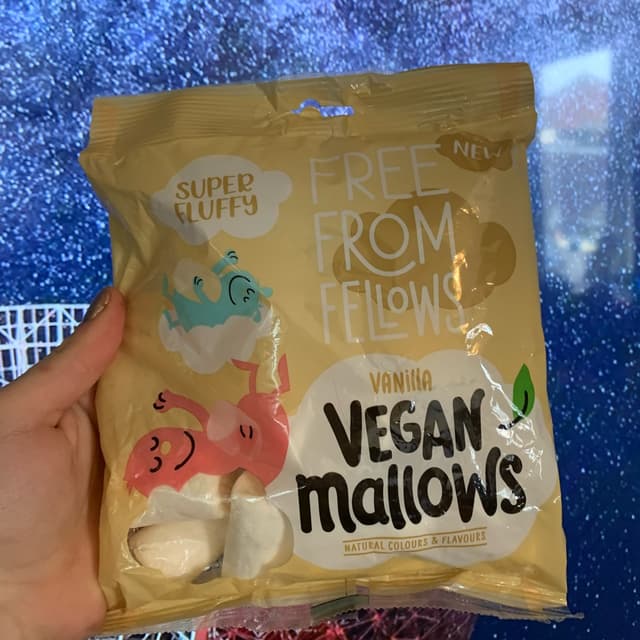 SUPER
FLUFFY
FREE
FROM
FELLOWS
NEW
VANILLA
VEGAN
mallows
NATURAL COLOURS & FLAVOURS